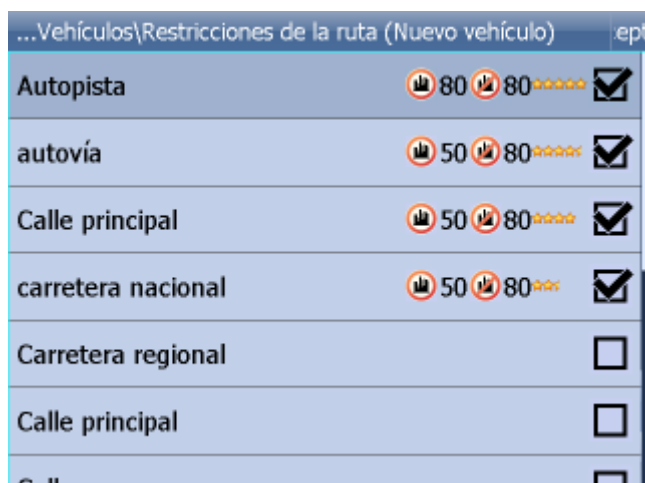 ...Vehículos\Restricciones de la ruta (Nuevo vehículo)
Autopista 80 80
autovía 50 80
Calle principal 50 80
carretera nacional 50 80
Carretera regional
Calle principal